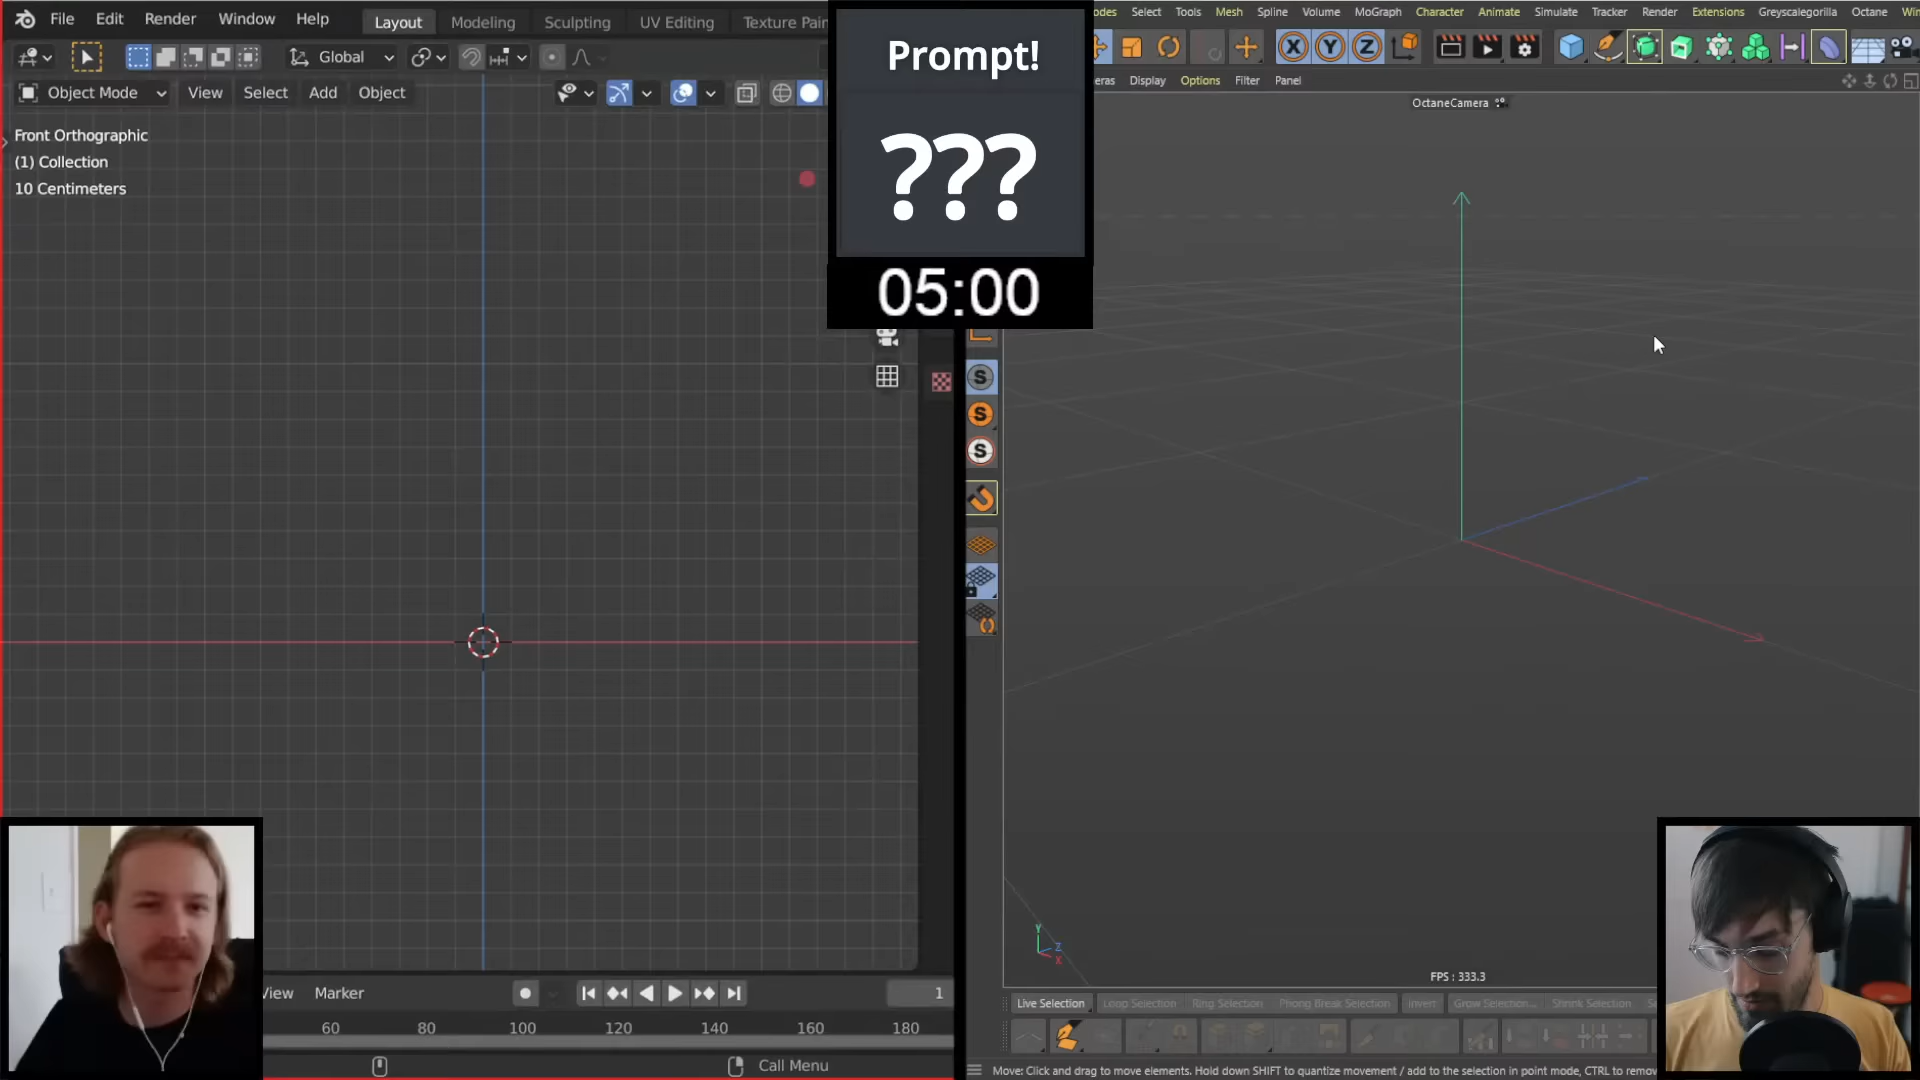 File Edit Render Window Help Layout Modeling Sculpting UV Editing Texture Pain
Global
Object Mode View Select Add Object
Front Orthographic
(1) Collection
10 Centimeters
Prompt!
???
05:00
Select Tools Mesh Spline Volume MoGraph Character Animate Simulate Tracker Render Extensions Greyscalegorilla Octane
X Y Z
Display Options Filter Panel
OctaneCamera
S
S
S
Y
Z
X
FPS : 333.3
Live Selection Loop Selection Ring Selection Phong Break Selection Invert Grow Selection... Shrink Selection
Move: Click and drag to move elements. Hold down SHIFT to quantize movement / add to the selection in point mode, CTRL to remov
View Marker 1
60 80 100 120 140 160 180
Call Menu